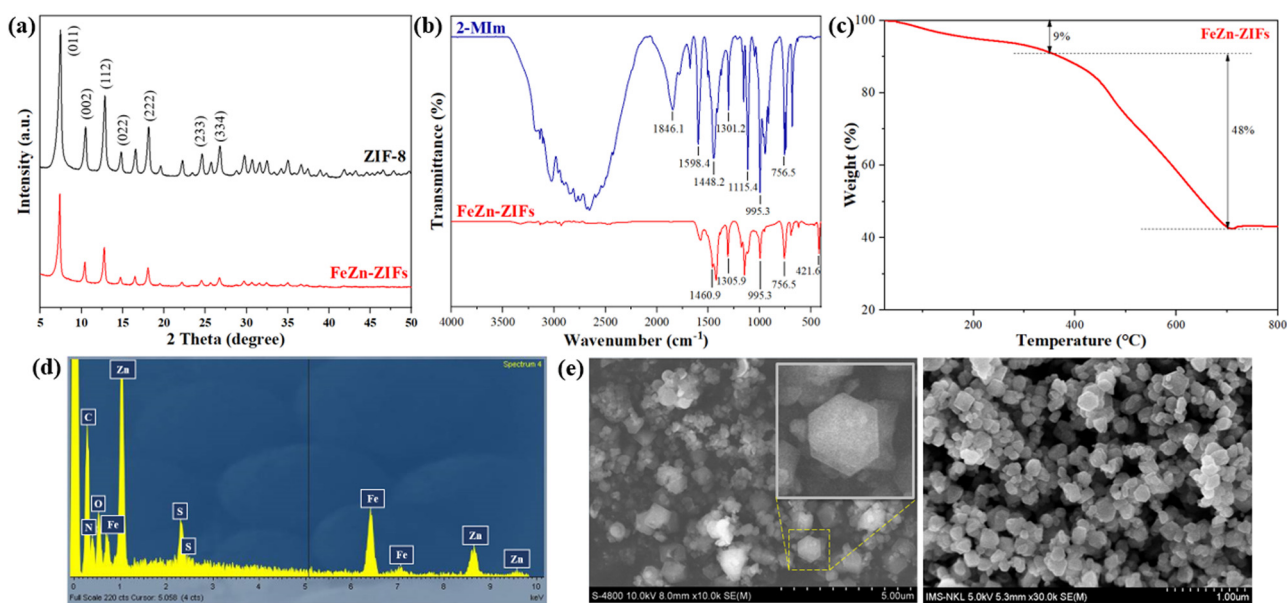 (a)
(011)
(002)
(112)
(022)
(222)
(233)
(334)
ZIF-8
FeZn-ZIFs
Intensity (a.u.)
5 10 15 20 25 30 35 40 45 50
2 Theta (degree)
(b)
2-MIm
1846.1
1598.4
1448.2
1301.2
1115.4
995.3
756.5
FeZn-ZIFs
1460.9
1305.9
995.3
756.5
421.6
Transmittance (%)
4000 3500 3000 2500 2000 1500 1000 500
Wavenumber (cm⁻¹)
(c)
FeZn-ZIFs
9%
48%
Weight (%)
100
80
60
40
20
200 400 600 800
Temperature (°C)
(d)
Spectrum 4
Zn
C
O
N
Fe
S
S
Fe
Fe
Zn
Zn
0 1 2 3 4 5 6 7 8 9 10
Full Scale 220 cts Cursor: 5.058 (4 cts)
keV
(e)
S-4800 10.0kV 8.0mm x10.0k SE(M)
5.00um
IMS-NKL 5.0kV 5.3mm x30.0k SE(M)
1.00um